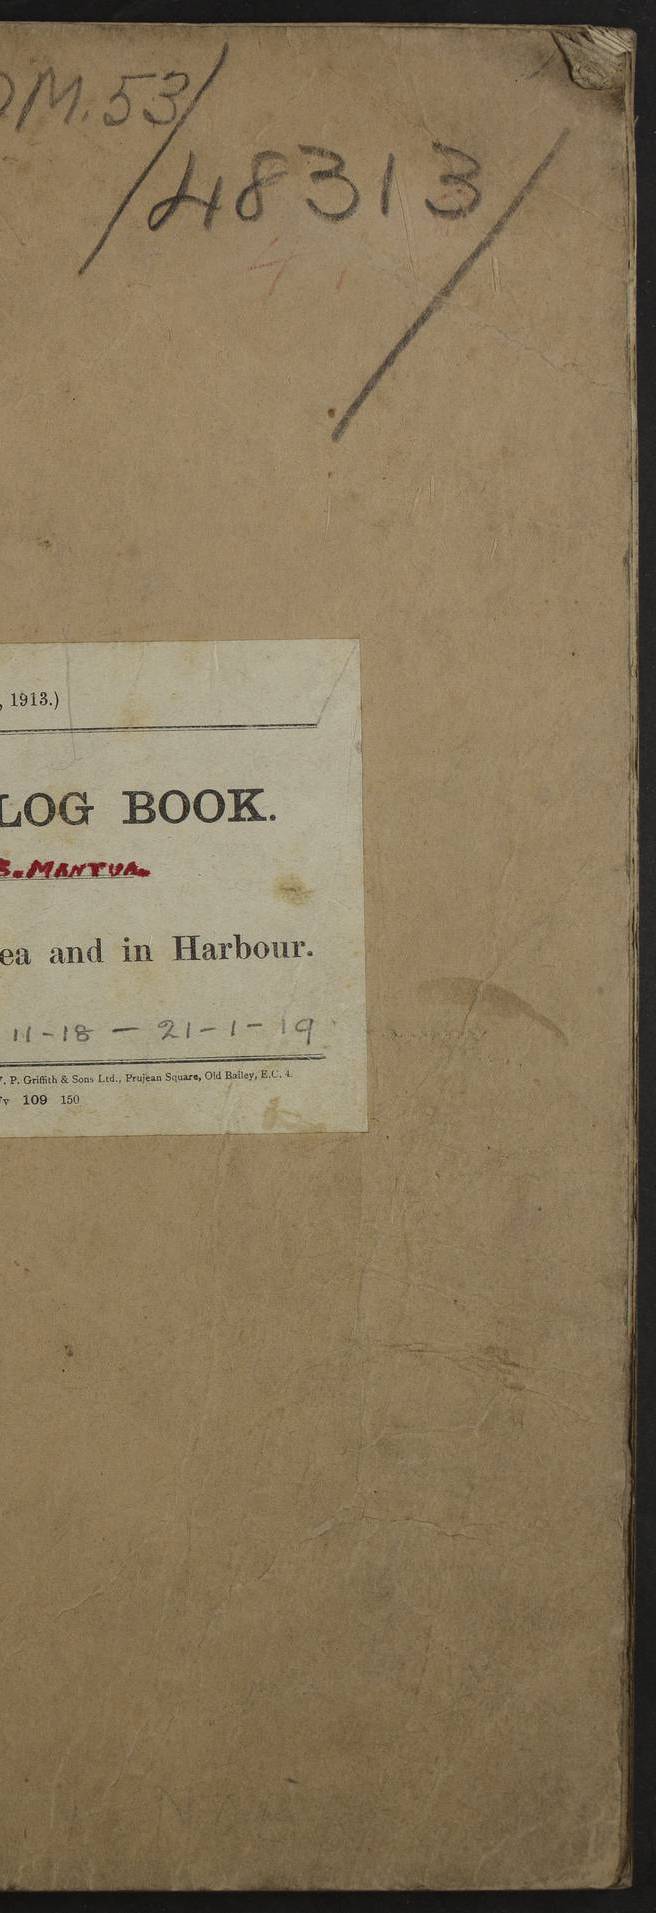 DM.53/
48313/
, 1913.)
LOG BOOK.
S. MANTUA.
ea and in Harbour.
11-18 — 21-1-19
. P. Griffith & Sons Ltd., Prujean Square, Old Bailey, E.C. 4.
v 109 150